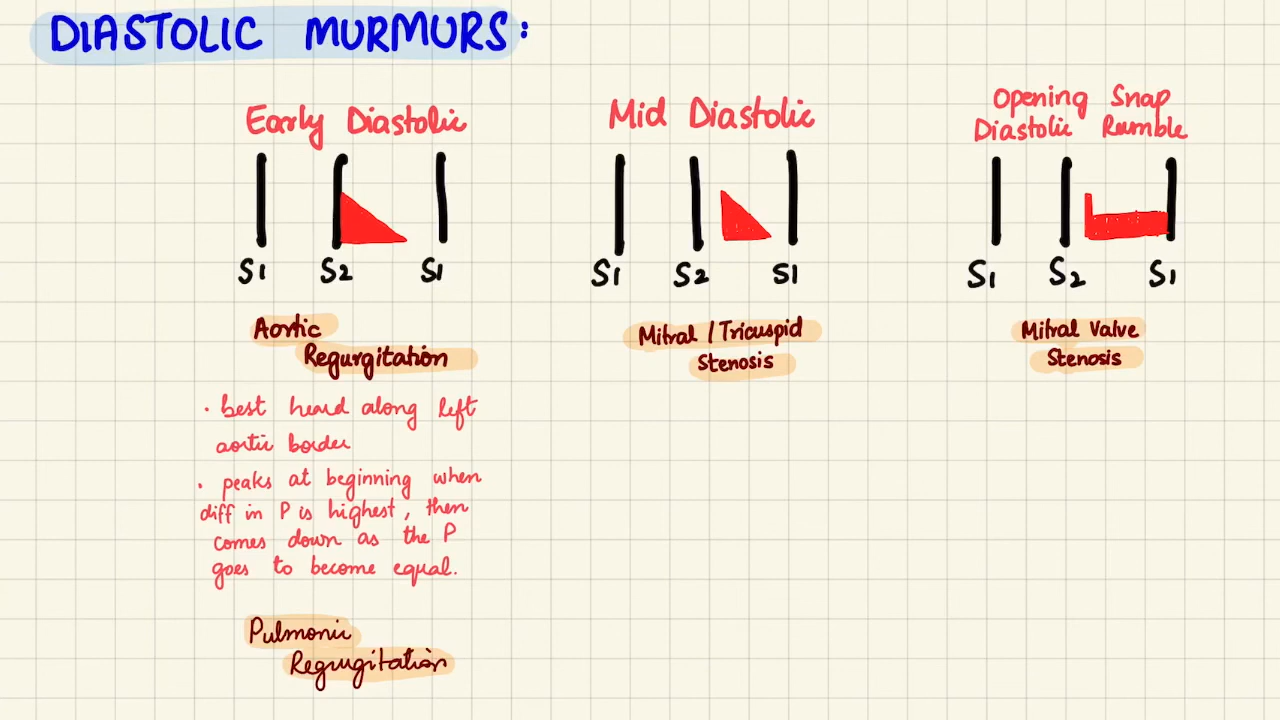 DIASTOLIC MURMURS:
Early Diastolic
S1 S2 S1
Aortic
Regurgitation
. best heard along left
aortic border
. peaks at beginning when
diff in P is highest, then
comes down as the P
goes to become equal.
Pulmonic
Regrugitation
Mid Diastolic
S1 S2 S1
Mitral / Tricuspid
Stenosis
Opening Snap
Diastolic Rumble
S1 S2 S1
Mitral Valve
Stenosis